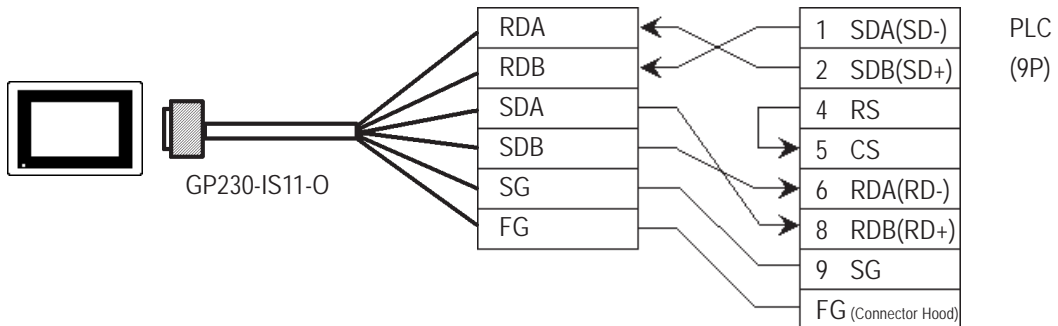 RDA
RDB
SDA
SDB
SG
FG
GP230-IS11-O
1 SDA(SD-)
2 SDB(SD+)
4 RS
5 CS
6 RDA(RD-)
8 RDB(RD+)
9 SG
FG (Connector Hood)
PLC
(9P)